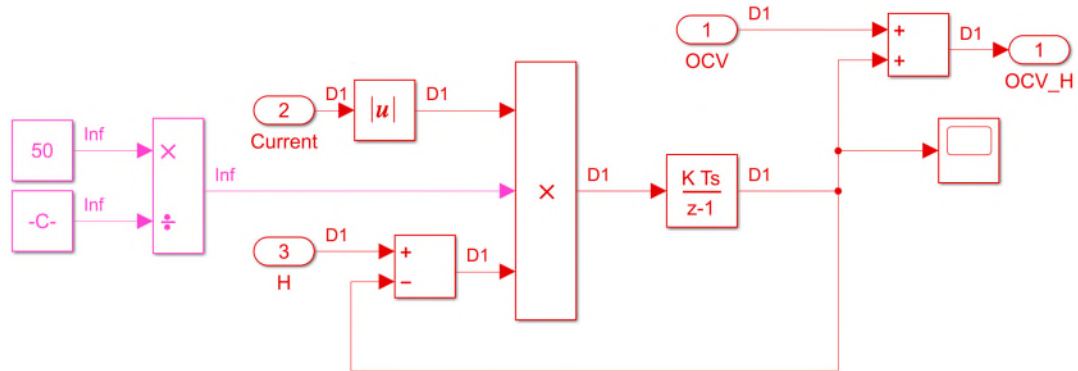 D1
1
OCV
+
+
D1
1
OCV_H
D1
2
Current
|u|
D1
50
Inf
×
-C-
Inf
÷
Inf
×
D1
K Ts
z-1
D1
D1
3
H
+
−
D1